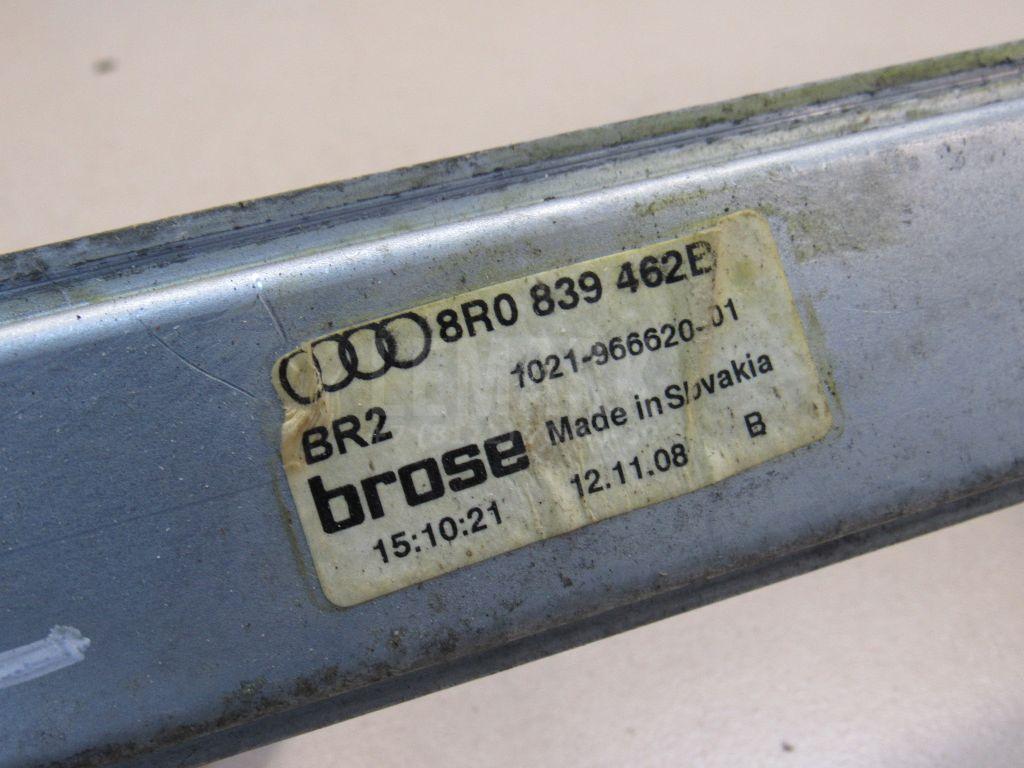 8R0 839 462B
1021-966620-01
BR2
brose Made in Slovakia
15:10:21 12.11.08 B